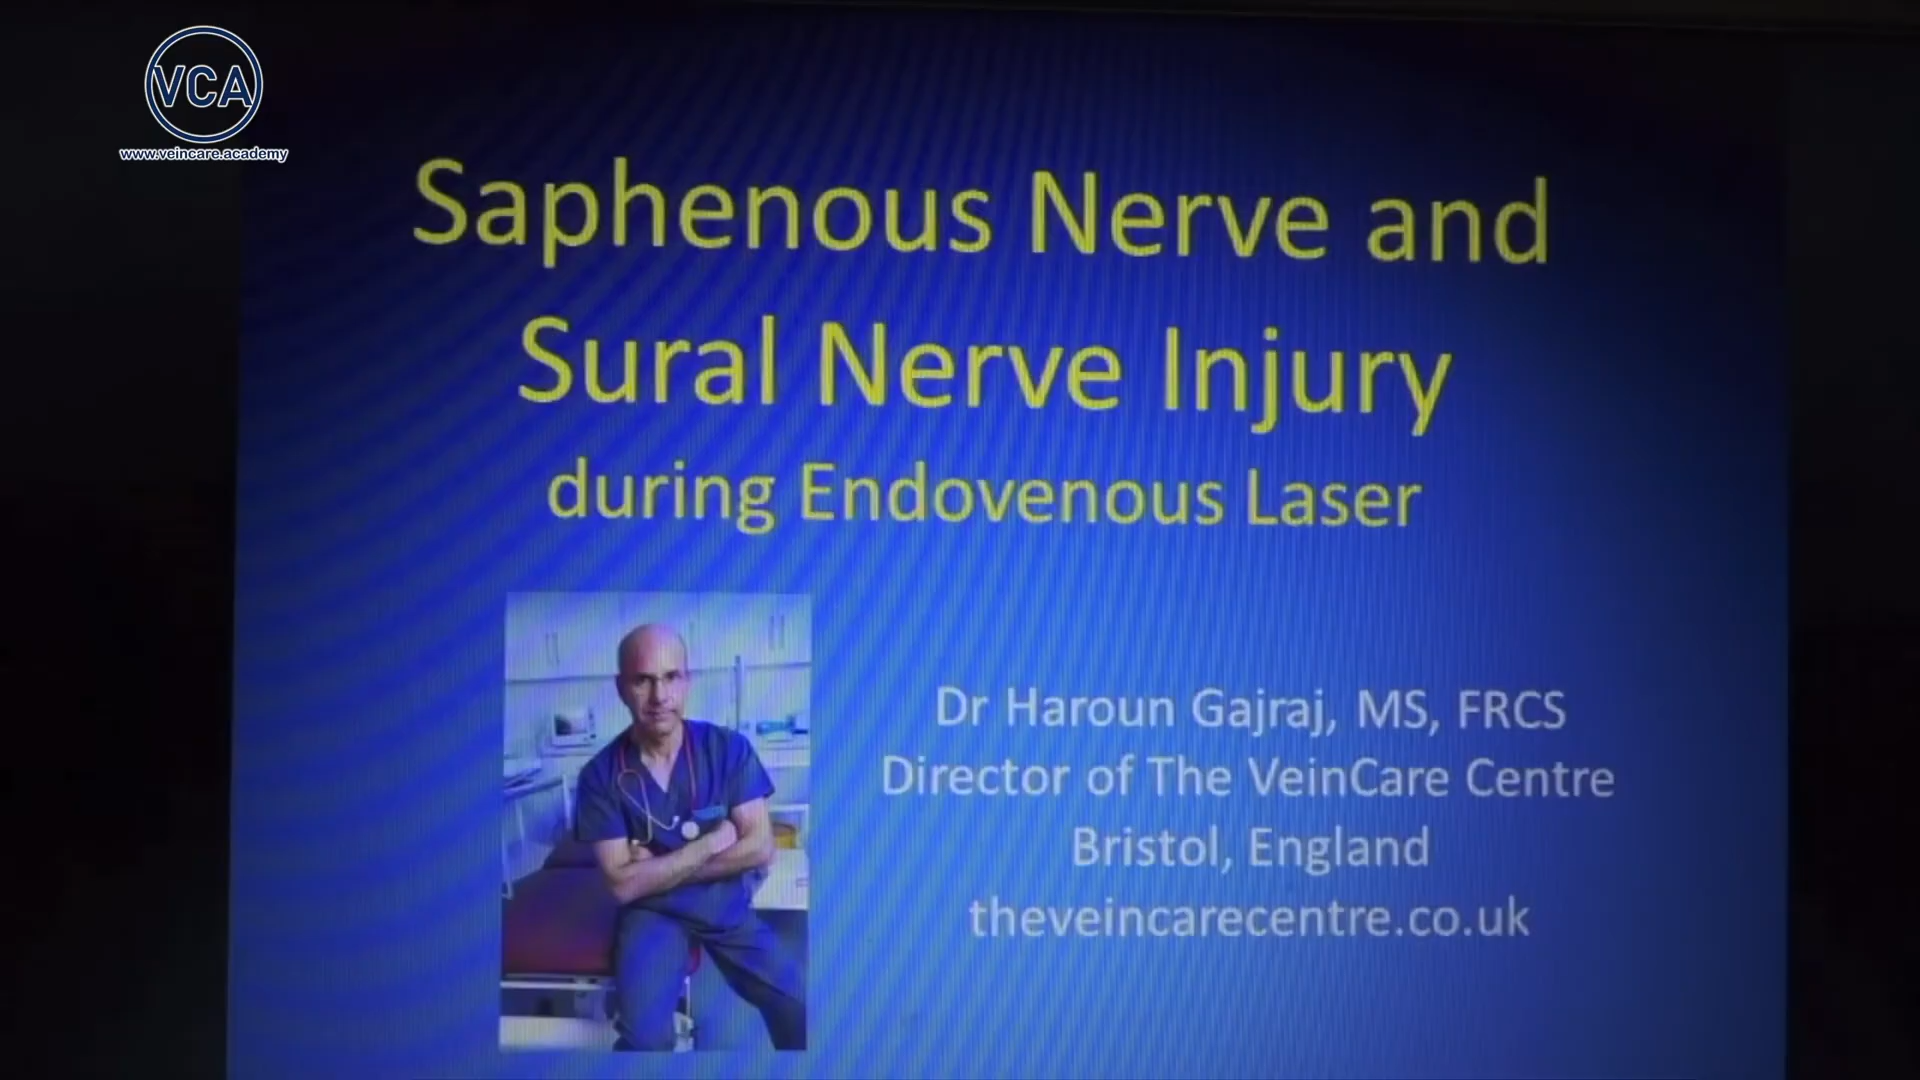 VCA
www.veincare.academy
Saphenous Nerve and
Sural Nerve Injury
during Endovenous Laser
Dr Haroun Gajraj, MS, FRCS
Director of The VeinCare Centre
Bristol, England
theveincarecentre.co.uk